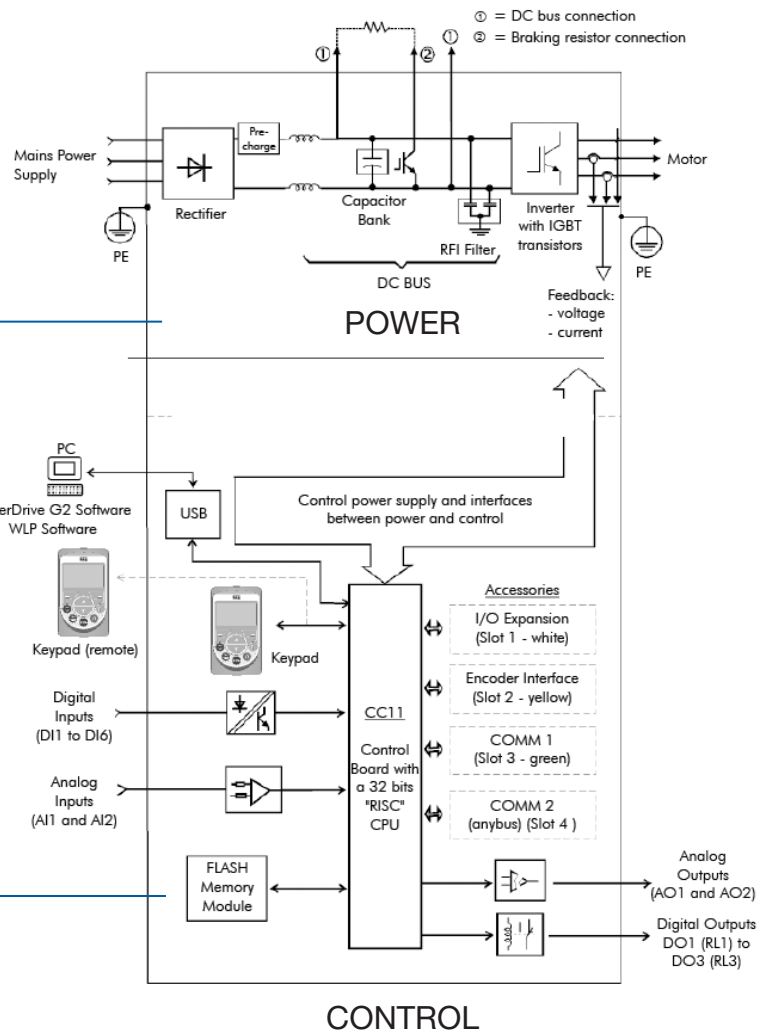 ① = DC bus connection
② = Braking resistor connection
①
②
①
Mains Power
Supply
Pre-
charge
Motor
Rectifier
Capacitor
Bank
Inverter
with IGBT
transistors
PE
RFI Filter
PE
DC BUS
Feedback:
- voltage
- current
POWER
PC
erDrive G2 Software
WLP Software
USB
Control power supply and interfaces
between power and control
Keypad (remote)
Keypad
Accessories
I/O Expansion
(Slot 1 - white)
Encoder Interface
(Slot 2 - yellow)
COMM 1
(Slot 3 - green)
COMM 2
(anybus) (Slot 4 )
Digital
Inputs
(DI1 to DI6)
CC11
Control
Board with
a 32 bits
"RISC"
CPU
Analog
Inputs
(AI1 and AI2)
FLASH
Memory
Module
Analog
Outputs
(AO1 and AO2)
Digital Outputs
DO1 (RL1) to
DO3 (RL3)
CONTROL